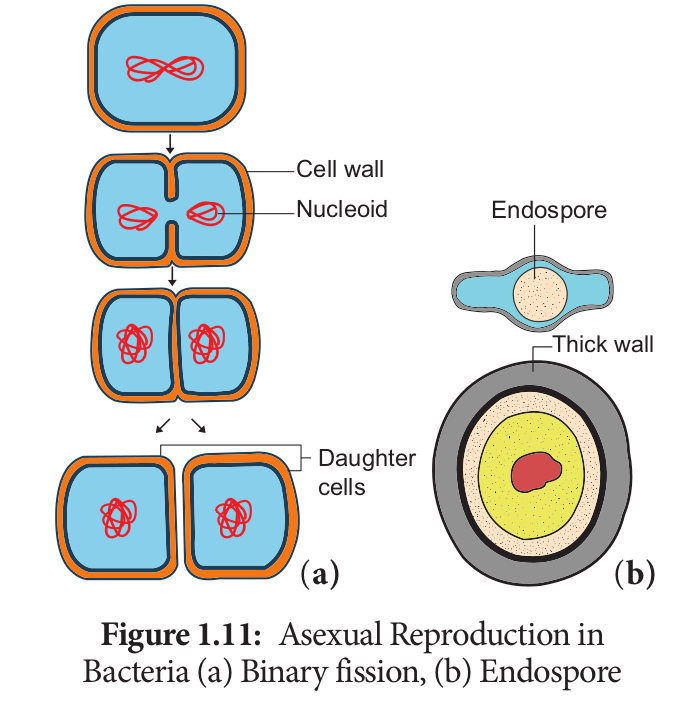 Cell wall
Nucleoid
Endospore
Thick wall
Daughter
cells
(a)
(b)
Figure 1.11: Asexual Reproduction in
Bacteria (a) Binary fission, (b) Endospore